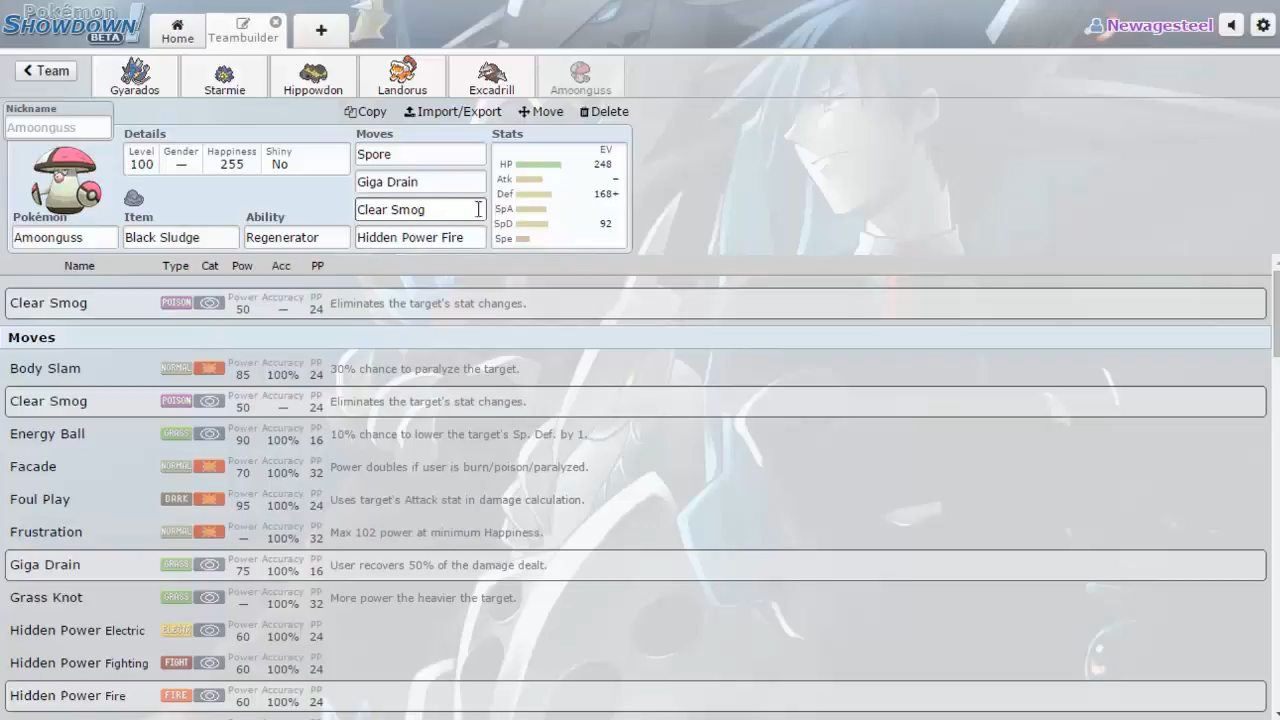 Pokémon
SHOWDOWN
BETA
Home
Teambuilder
Newagesteel
Team
Gyarados
Starmie
Hippowdon
Landorus
Excadrill
Amoonguss
Nickname
Amoonguss
Copy Import/Export Move Delete
Details
Level Gender Happiness Shiny
100 — 255 No
Pokémon
Amoonguss
Item
Black Sludge
Ability
Regenerator
Moves
Spore
Giga Drain
Clear Smog
Hidden Power Fire
Stats
EV
HP 248
Atk –
Def 168+
SpA
SpD 92
Spe
Name Type Cat Pow Acc PP
Clear Smog POISON Power 50 Accuracy — PP 24 Eliminates the target's stat changes.
Moves
Body Slam NORMAL Power 85 Accuracy 100% PP 24 30% chance to paralyze the target.
Clear Smog POISON Power 50 Accuracy — PP 24 Eliminates the target's stat changes.
Energy Ball GRASS Power 90 Accuracy 100% PP 16 10% chance to lower the target's Sp. Def. by 1.
Facade NORMAL Power 70 Accuracy 100% PP 32 Power doubles if user is burn/poison/paralyzed.
Foul Play DARK Power 95 Accuracy 100% PP 24 Uses target's Attack stat in damage calculation.
Frustration NORMAL Power — Accuracy 100% PP 32 Max 102 power at minimum Happiness.
Giga Drain GRASS Power 75 Accuracy 100% PP 16 User recovers 50% of the damage dealt.
Grass Knot GRASS Power — Accuracy 100% PP 32 More power the heavier the target.
Hidden Power Electric ELECTR Power 60 Accuracy 100% PP 24
Hidden Power Fighting FIGHT Power 60 Accuracy 100% PP 24
Hidden Power Fire FIRE Power 60 Accuracy 100% PP 24